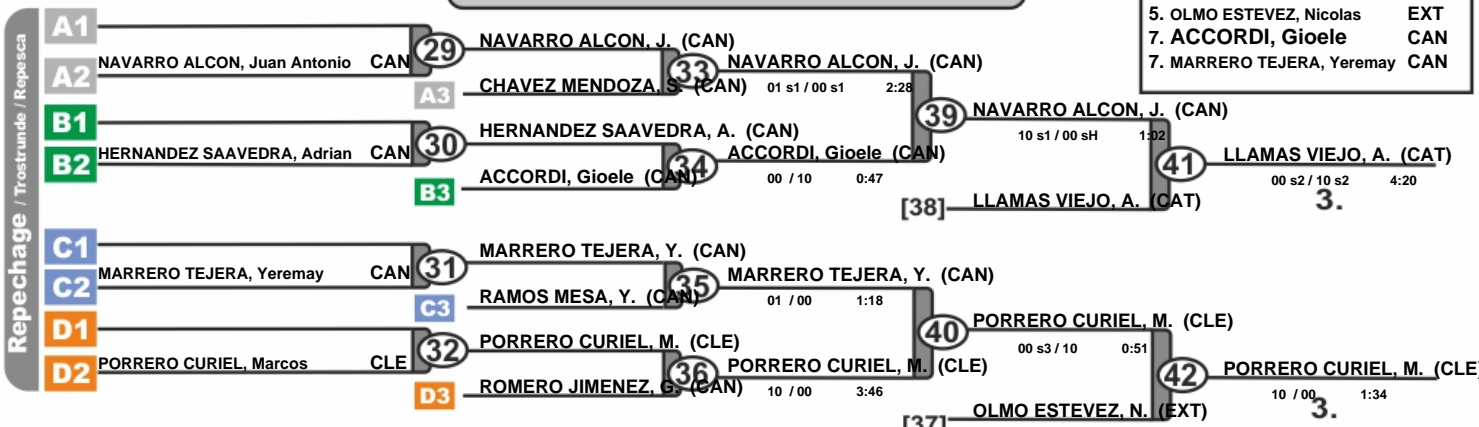 5. OLMO ESTEVEZ, Nicolas EXT
7. ACCORDI, Gioele CAN
7. MARRERO TEJERA, Yeremay CAN
Repechage / Trostrunde / Repesca
A1
NAVARRO ALCON, Juan Antonio CAN
A2
29
NAVARRO ALCON, J. (CAN)
A3
CHAVEZ MENDOZA, S. (CAN)
33
NAVARRO ALCON, J. (CAN)
01 s1 / 00 s1 2:28
B1
HERNANDEZ SAAVEDRA, Adrian CAN
B2
30
HERNANDEZ SAAVEDRA, A. (CAN)
B3
ACCORDI, Gioele (CAN)
34
ACCORDI, Gioele (CAN)
00 / 10 0:47
39
NAVARRO ALCON, J. (CAN)
10 s1 / 00 sH 1:02
[38]
LLAMAS VIEJO, A. (CAT)
41
LLAMAS VIEJO, A. (CAT)
00 s2 / 10 s2 4:20
3.
C1
MARRERO TEJERA, Yeremay CAN
C2
31
MARRERO TEJERA, Y. (CAN)
C3
RAMOS MESA, Y. (CAN)
35
MARRERO TEJERA, Y. (CAN)
01 / 00 1:18
D1
PORRERO CURIEL, Marcos CLE
D2
32
PORRERO CURIEL, M. (CLE)
D3
ROMERO JIMENEZ, G. (CAN)
36
PORRERO CURIEL, M. (CLE)
10 / 00 3:46
40
PORRERO CURIEL, M. (CLE)
00 s3 / 10 0:51
[37]
OLMO ESTEVEZ, N. (EXT)
42
PORRERO CURIEL, M. (CLE)
10 / 00 1:34
3.